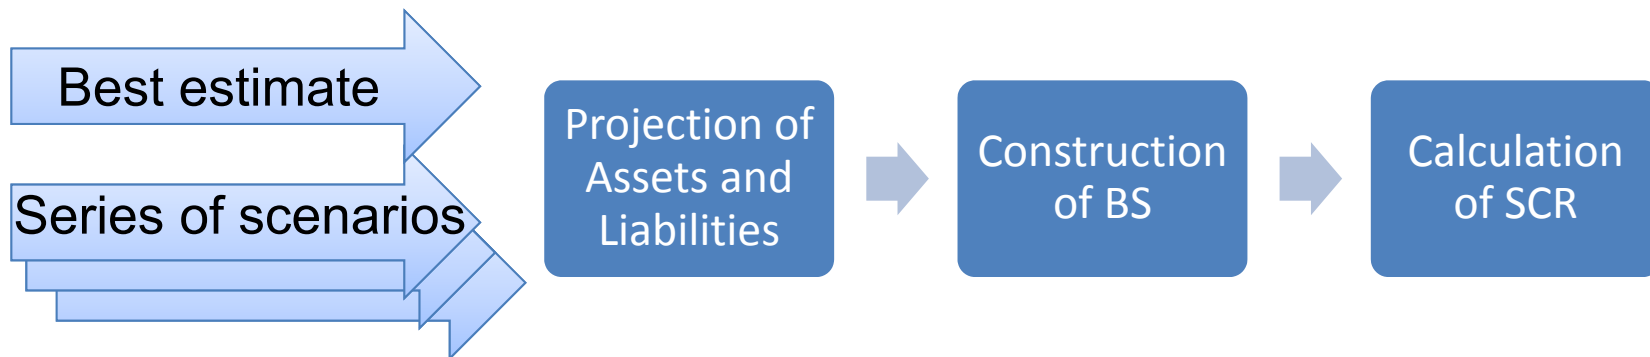 Best estimate
Series of scenarios
Projection of
Assets and
Liabilities
Construction
of BS
Calculation
of SCR